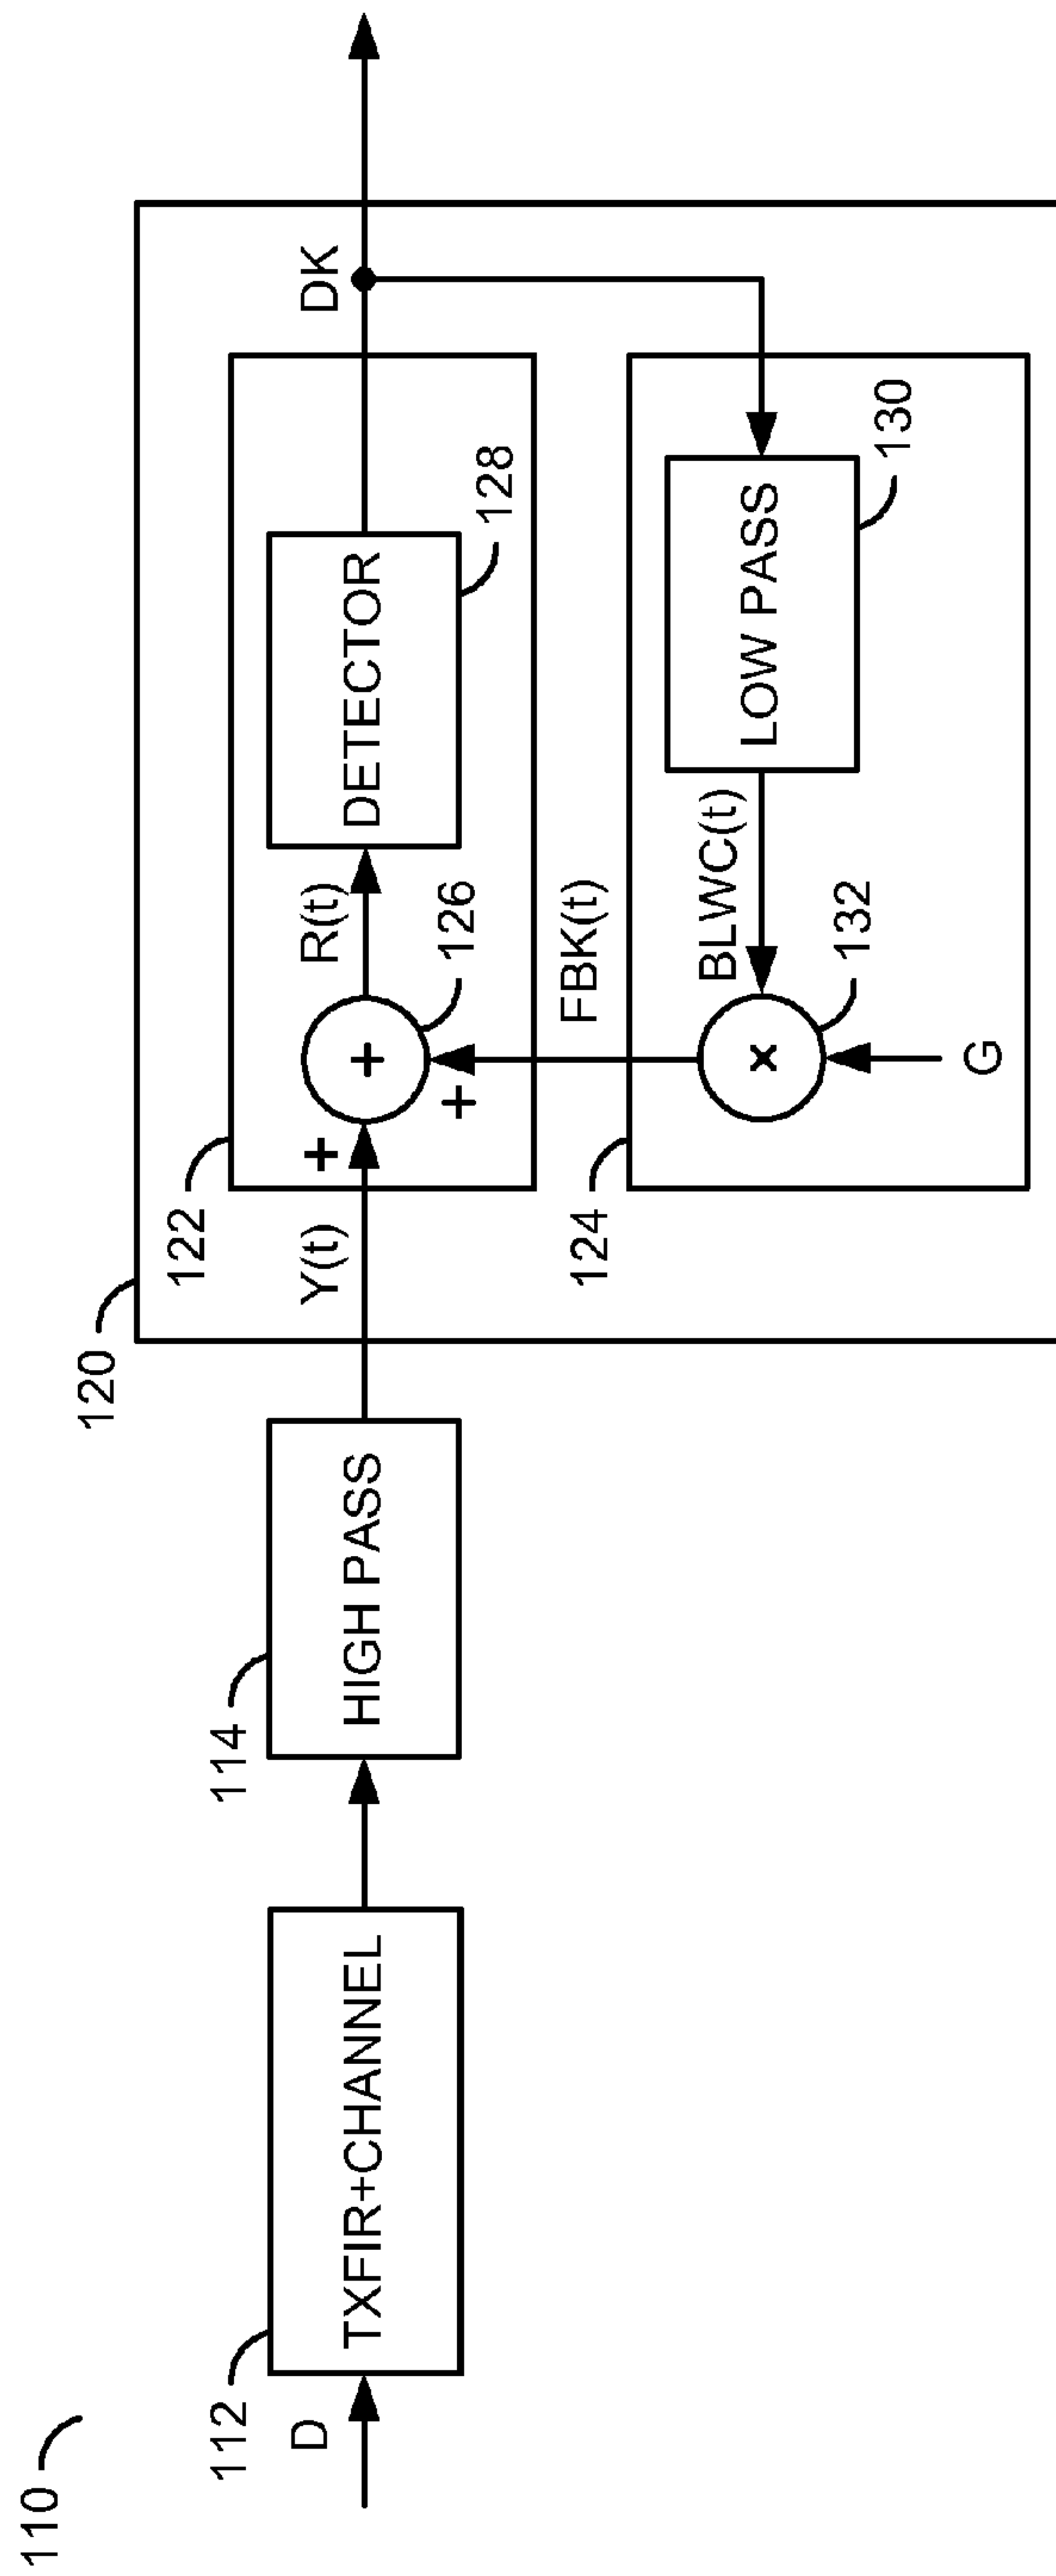 110
112
D
TXFIR+CHANNEL
114
HIGH PASS
120
122
Y(t)
+
+
+
126
R(t)
DETECTOR
128
DK
124
FBK(t)
G
×
132
BLWC(t)
LOW PASS
130